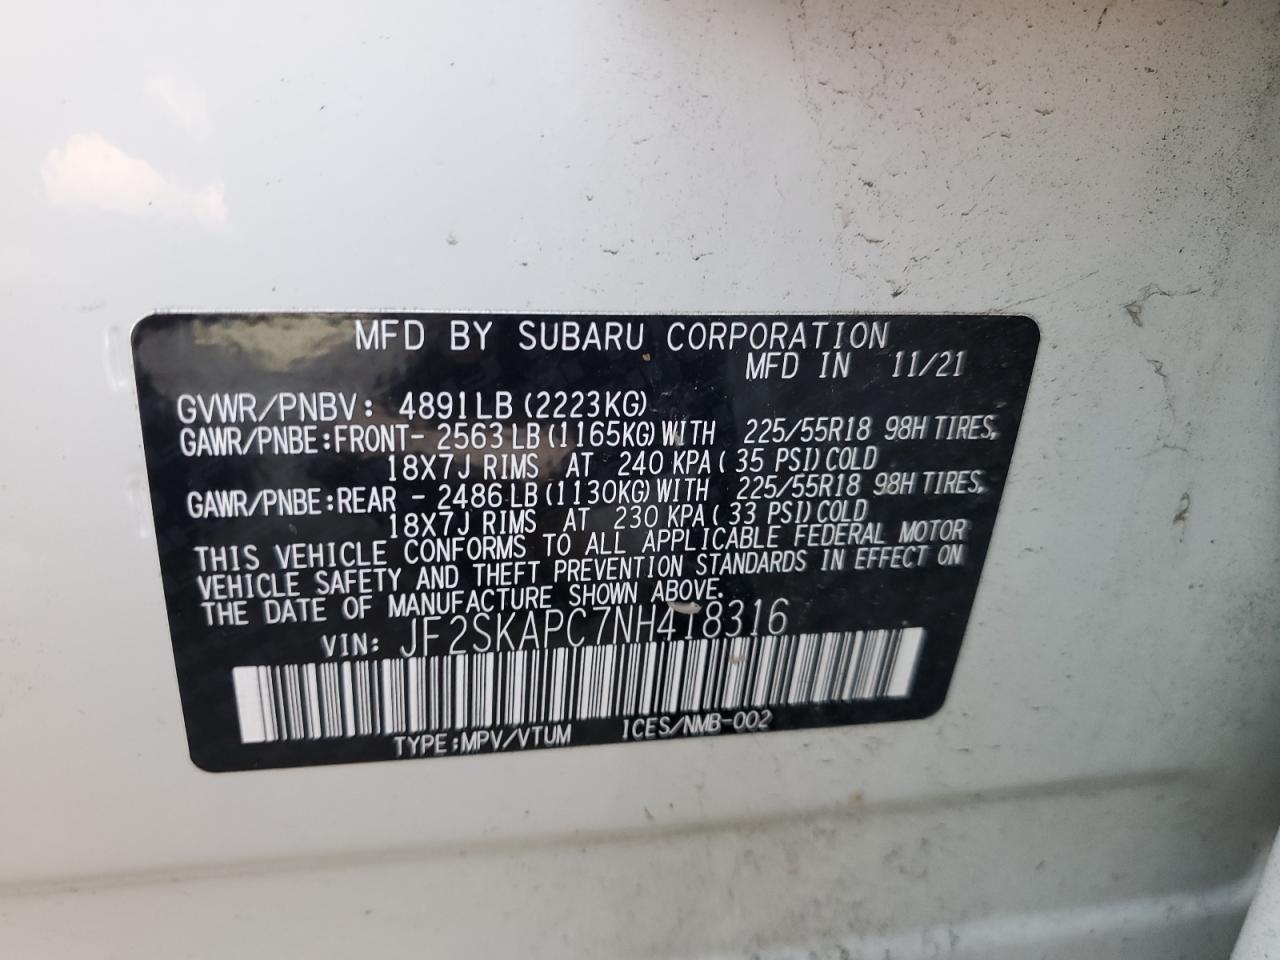 MFD BY SUBARU CORPORATION
MFD IN 11/21
GVWR/PNBV: 4891LB (2223KG)
GAWR/PNBE:FRONT- 2563 LB (1165KG) WITH 225/55R18 98H TIRES,
18X7J RIMS AT 240 KPA ( 35 PSI) COLD
GAWR/PNBE:REAR - 2486 LB (1130KG) WITH 225/55R18 98H TIRES,
18X7J RIMS AT 230 KPA ( 33 PSI) COLD
THIS VEHICLE CONFORMS TO ALL APPLICABLE FEDERAL MOTOR
VEHICLE SAFETY AND THEFT PREVENTION STANDARDS IN EFFECT ON
THE DATE OF MANUFACTURE SHOWN ABOVE.
VIN: JF2SKAPC7NH418316
TYPE:MPV/VTUM ICES/NMB-002